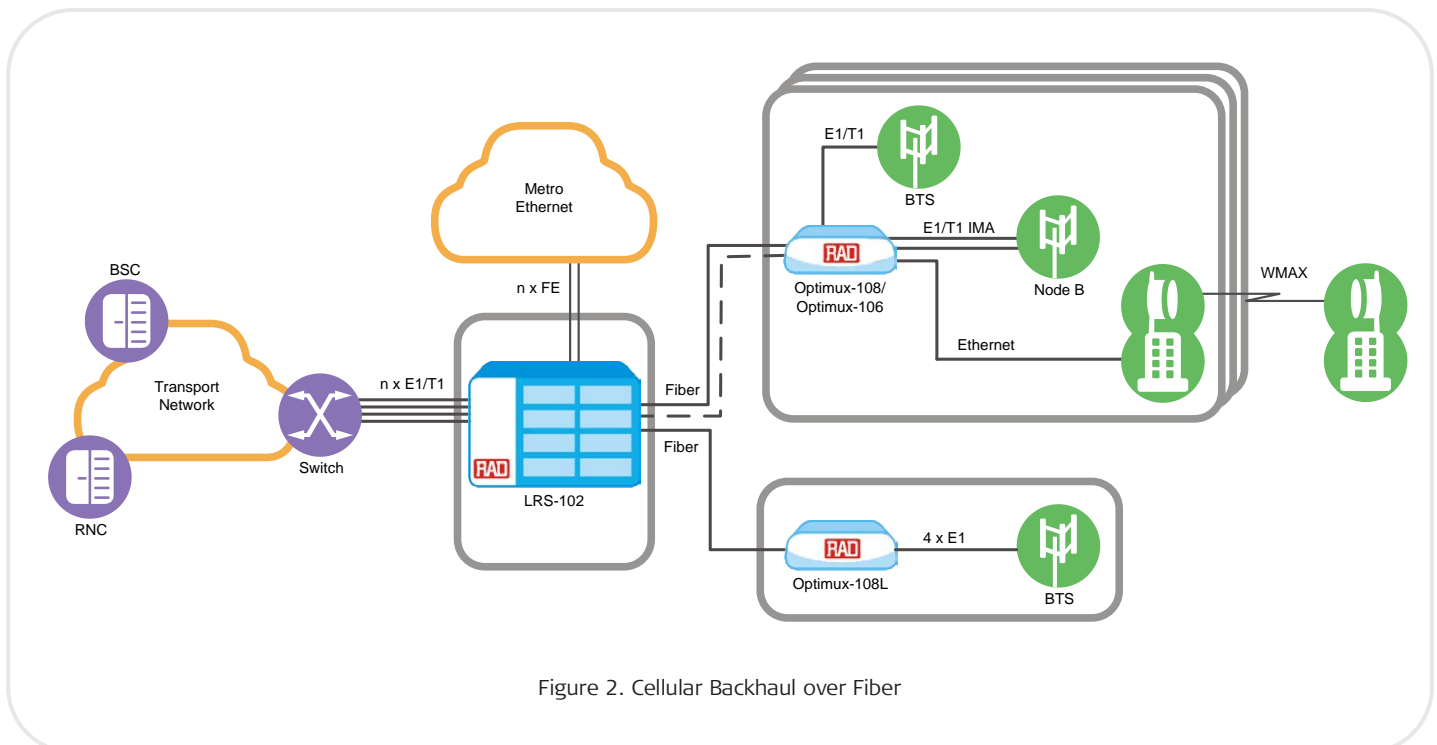 Metro
Ethernet
n x FE
BSC
Transport
Network
RNC
Switch
n x E1/T1
RAD
LRS-102
Fiber
Fiber
E1/T1
BTS
RAD
E1/T1 IMA
Optimux-108/
Optimux-106
Node B
Ethernet
WMAX
RAD
4 x E1
Optimux-108L
BTS
Figure 2. Cellular Backhaul over Fiber